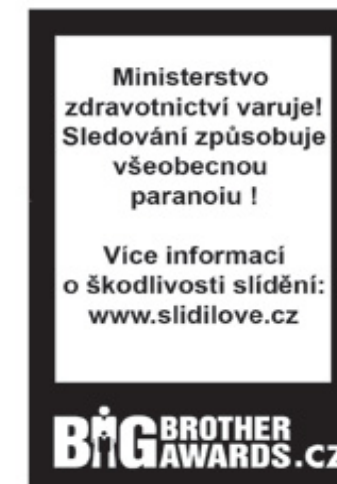 Ministerstvo
zdravotnictví varuje!
Sledování způsobuje
všeobecnou
paranoiu !
Více informací
o škodlivosti slídění:
www.slidilove.cz
BIG BROTHER
AWARDS.cz